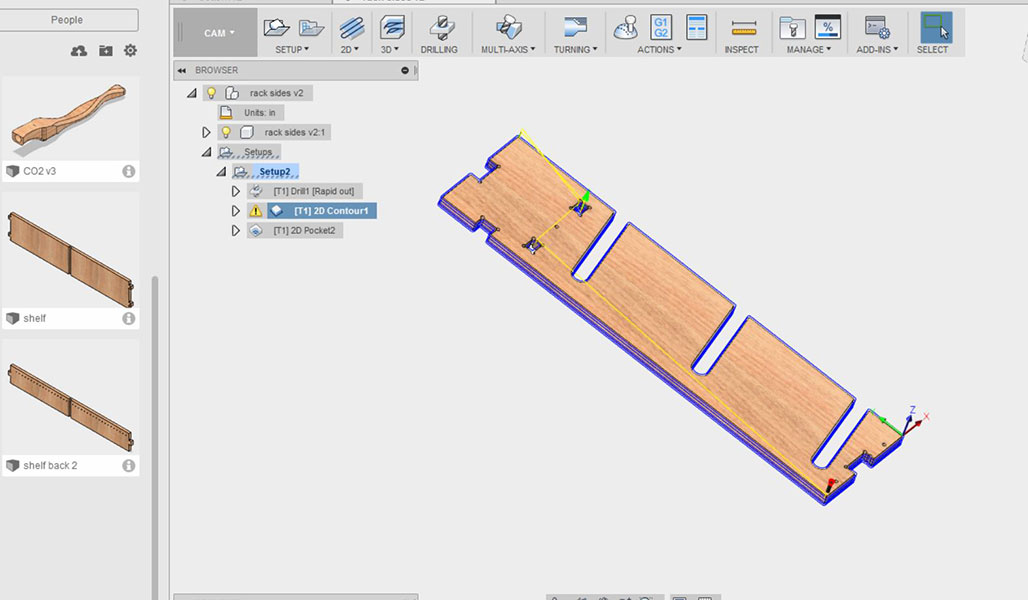 People
CAM
SETUP
2D
3D
DRILLING
MULTI-AXIS
TURNING
G1
G2
ACTIONS
INSPECT
%
MANAGE
ADD-INS
SELECT
BROWSER
rack sides v2
Units: in
rack sides v2:1
Setups
Setup2
[T1] Drill1 [Rapid out]
[T1] 2D Contour1
[T1] 2D Pocket2
CO2 v3
shelf
shelf back 2
Z
X